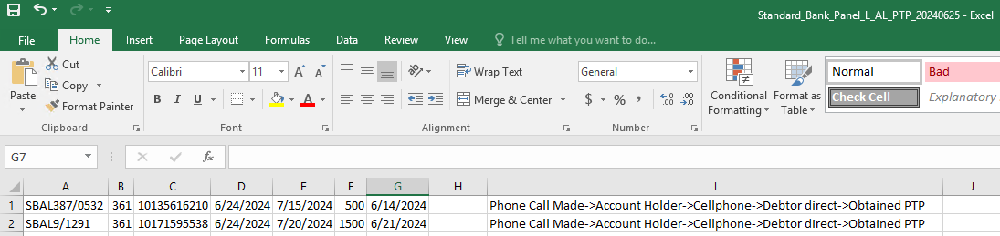 Standard_Bank_Panel_L_AL_PTP_20240625 - Excel
File Home Insert Page Layout Formulas Data Review View Tell me what you want to do...
Cut
Copy
Format Painter
Paste
Clipboard
Calibri 11 A A
B I U A
Font
Wrap Text
Merge & Center
Alignment
General
$ % , .0 .00 .00 .0
Number
Conditional Formatting
Format as Table
Normal Bad
Check Cell Explanatory
G7 fx
A B C D E F G H I J
1 SBAL387/0532 361 10135616210 6/24/2024 7/15/2024 500 6/14/2024 Phone Call Made->Account Holder->Cellphone->Debtor direct->Obtained PTP
2 SBAL9/1291 361 10171595538 6/24/2024 7/20/2024 1500 6/21/2024 Phone Call Made->Account Holder->Cellphone->Debtor direct->Obtained PTP